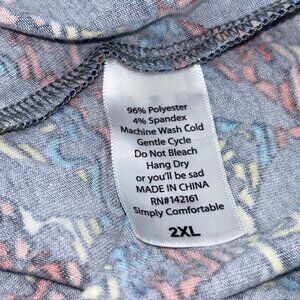 96% Polyester
4% Spandex
Machine Wash Cold
Gentle Cycle
Do Not Bleach
Hang Dry
or you'll be sad
MADE IN CHINA
RN#142161
Simply Comfortable
2XL